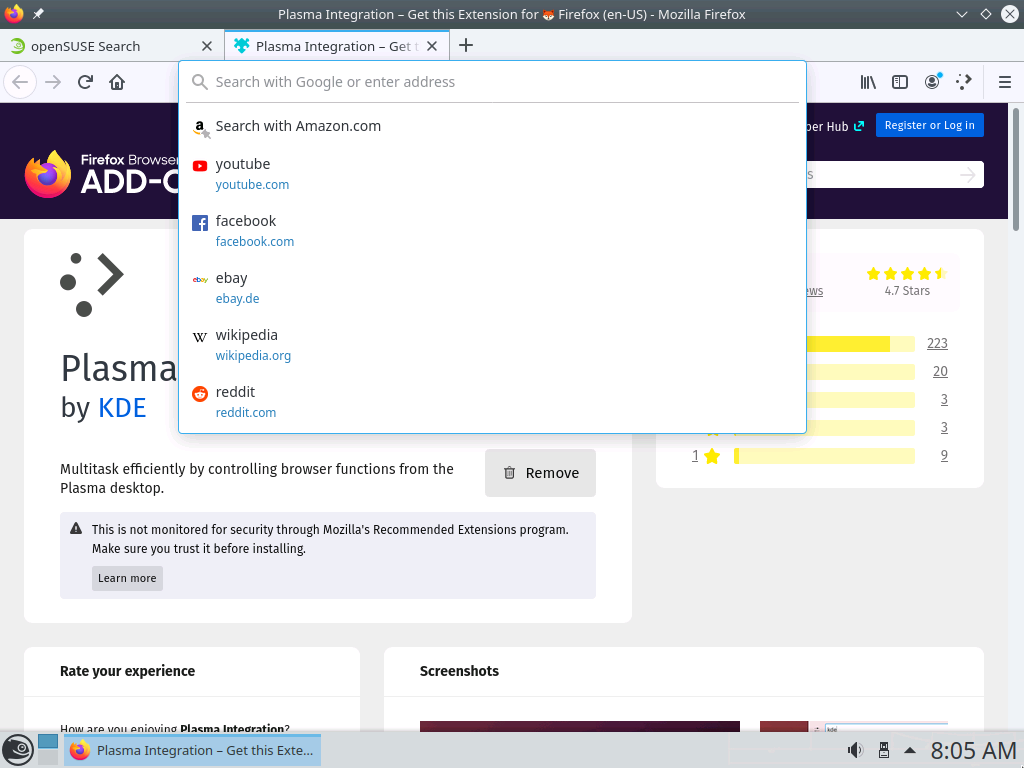 Plasma Integration – Get this Extension for 🦊 Firefox (en-US) - Mozilla Firefox
openSUSE Search
Plasma Integration – Get t
Search with Google or enter address
Search with Amazon.com
youtube
youtube.com
facebook
facebook.com
ebay
ebay.de
wikipedia
wikipedia.org
reddit
reddit.com
Hub
Register or Log in
Firefox Browser
ADD-
4.7 Stars
Plasma
by KDE
223
20
3
3
1
9
Multitask efficiently by controlling browser functions from the
Plasma desktop.
Remove
This is not monitored for security through Mozilla's Recommended Extensions program.
Make sure you trust it before installing.
Learn more
Rate your experience
Screenshots
How are you enjoying Plasma Integration?
Plasma Integration – Get this Exte...
8:05 AM